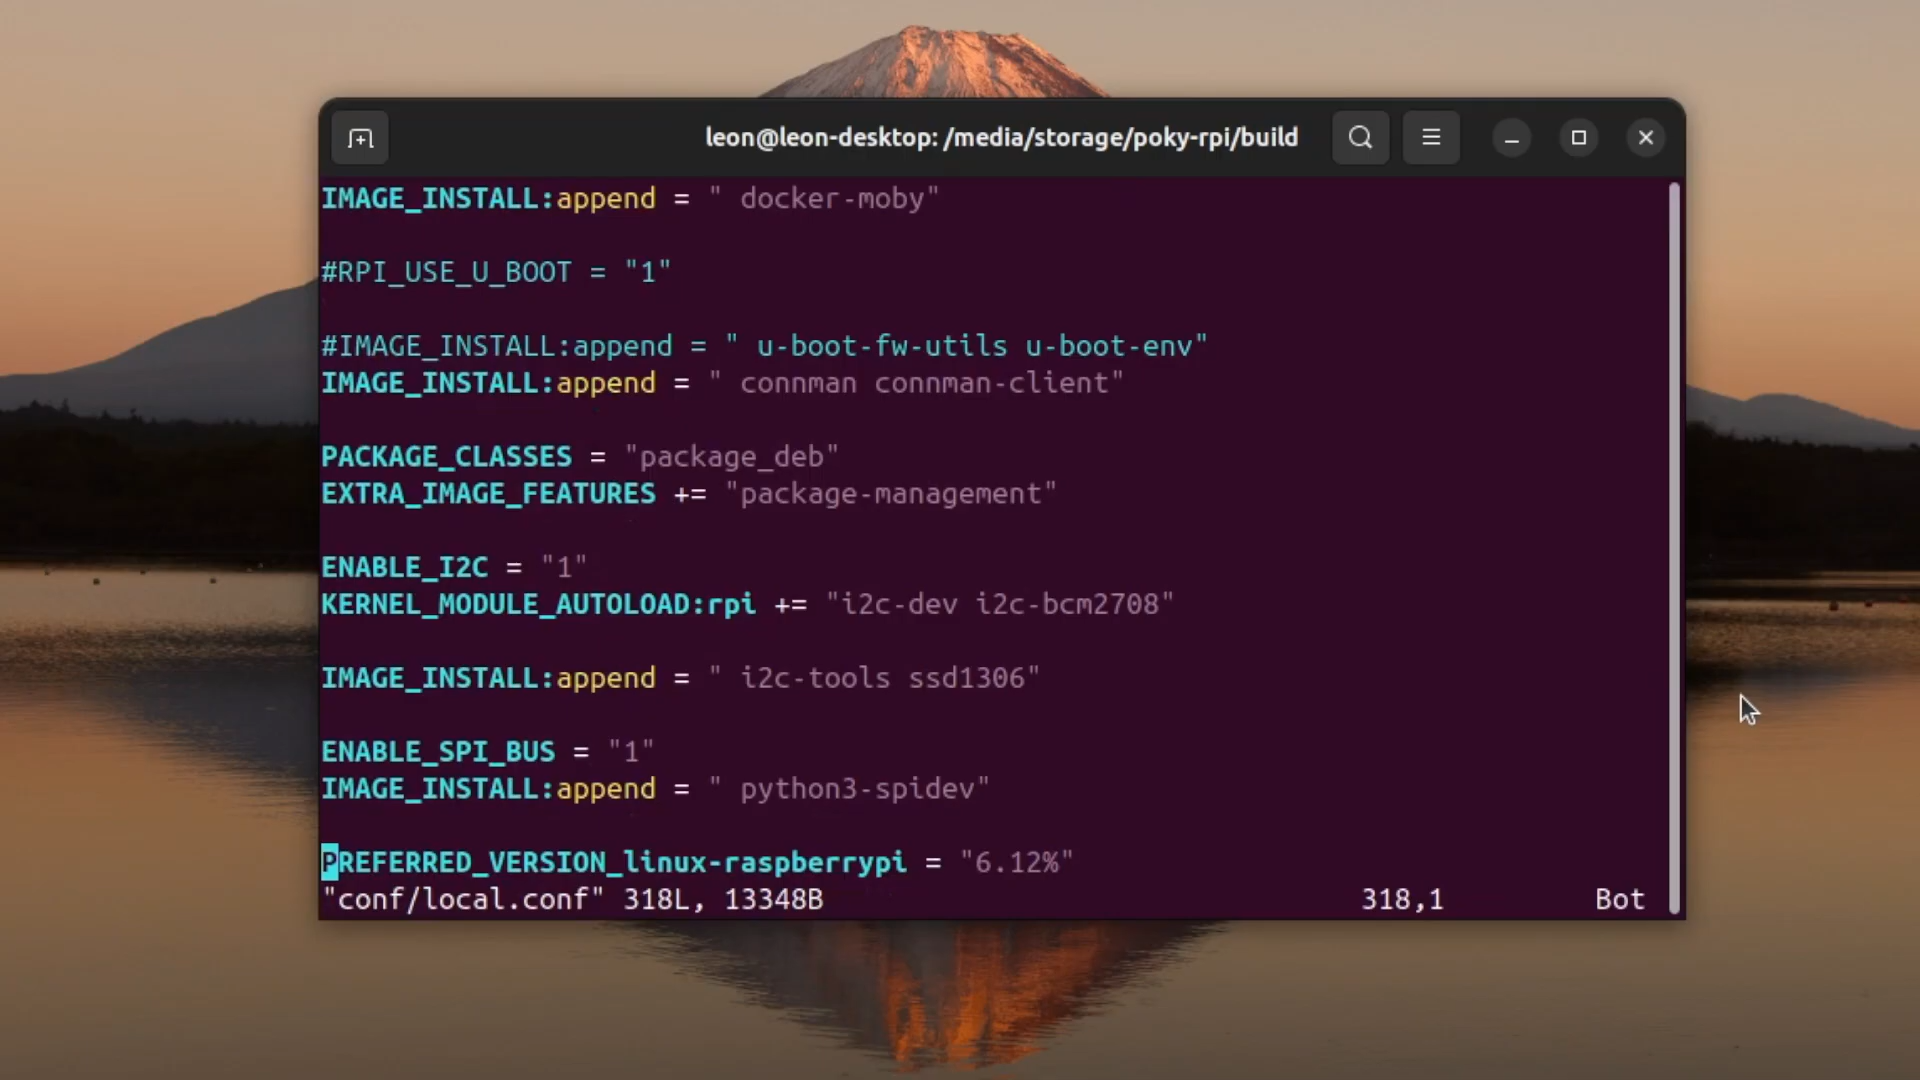 leon@leon-desktop: /media/storage/poky-rpi/build
IMAGE_INSTALL:append = " docker-moby"
#RPI_USE_U_BOOT = "1"
#IMAGE_INSTALL:append = " u-boot-fw-utils u-boot-env"
IMAGE_INSTALL:append = " connman connman-client"
PACKAGE_CLASSES = "package_deb"
EXTRA_IMAGE_FEATURES += "package-management"
ENABLE_I2C = "1"
KERNEL_MODULE_AUTOLOAD:rpi += "i2c-dev i2c-bcm2708"
IMAGE_INSTALL:append = " i2c-tools ssd1306"
ENABLE_SPI_BUS = "1"
IMAGE_INSTALL:append = " python3-spidev"
PREFERRED_VERSION_linux-raspberrypi = "6.12%"
"conf/local.conf" 318L, 13348B 318,1 Bot